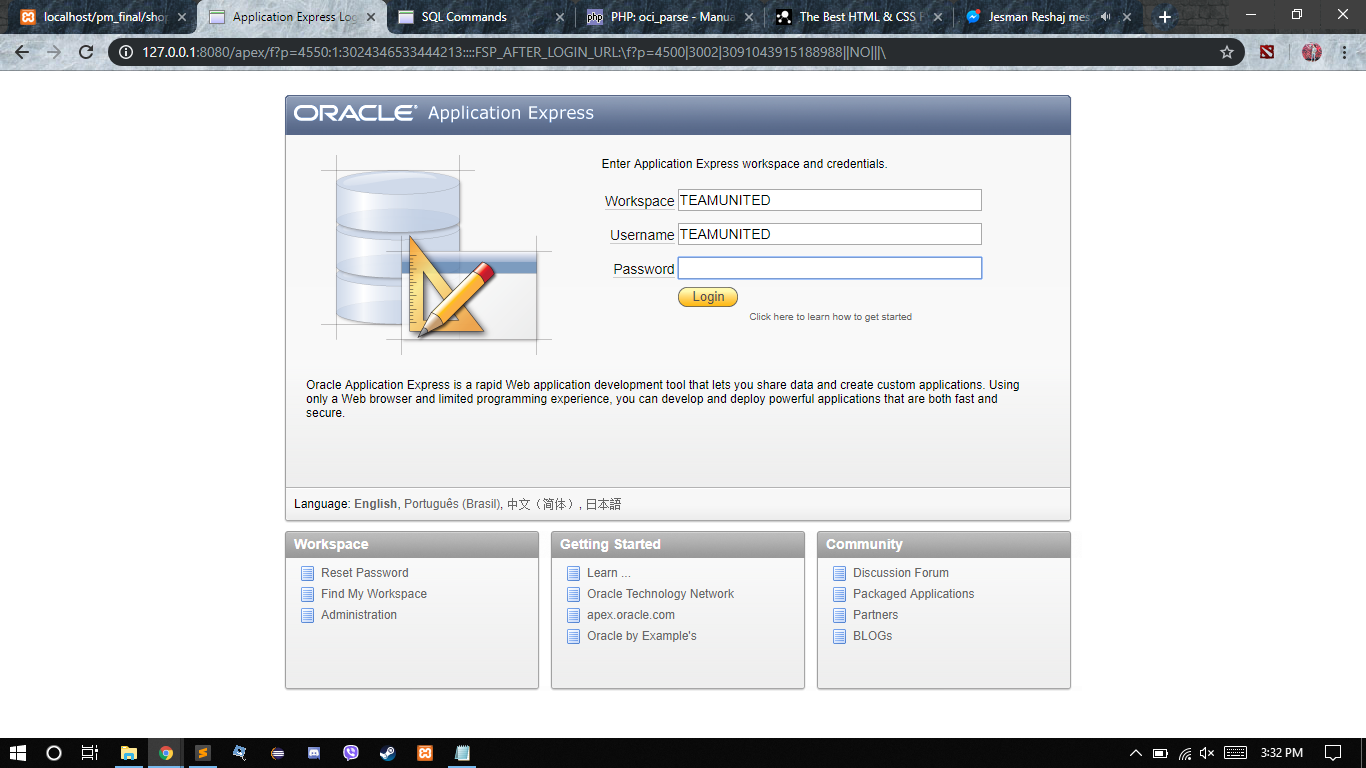 localhost/pm_final/sho
Application Express Lo
SQL Commands
PHP: oci_parse - Manua
The Best HTML & CSS
Jesman Reshaj me
127.0.0.1:8080/apex/f?p=4550:1:3024346533444213::::FSP_AFTER_LOGIN_URL:\f?p=4500|3002|3091043915188988||NO|||\
ORACLE® Application Express
Enter Application Express workspace and credentials.
Workspace TEAMUNITED
Username TEAMUNITED
Password
Login
Click here to learn how to get started
Oracle Application Express is a rapid Web application development tool that lets you share data and create custom applications. Using
only a Web browser and limited programming experience, you can develop and deploy powerful applications that are both fast and
secure.
Language: English, Português (Brasil), 中文（简体）, 日本語
Workspace
Reset Password
Find My Workspace
Administration
Getting Started
Learn ...
Oracle Technology Network
apex.oracle.com
Oracle by Example's
Community
Discussion Forum
Packaged Applications
Partners
BLOGs
3:32 PM